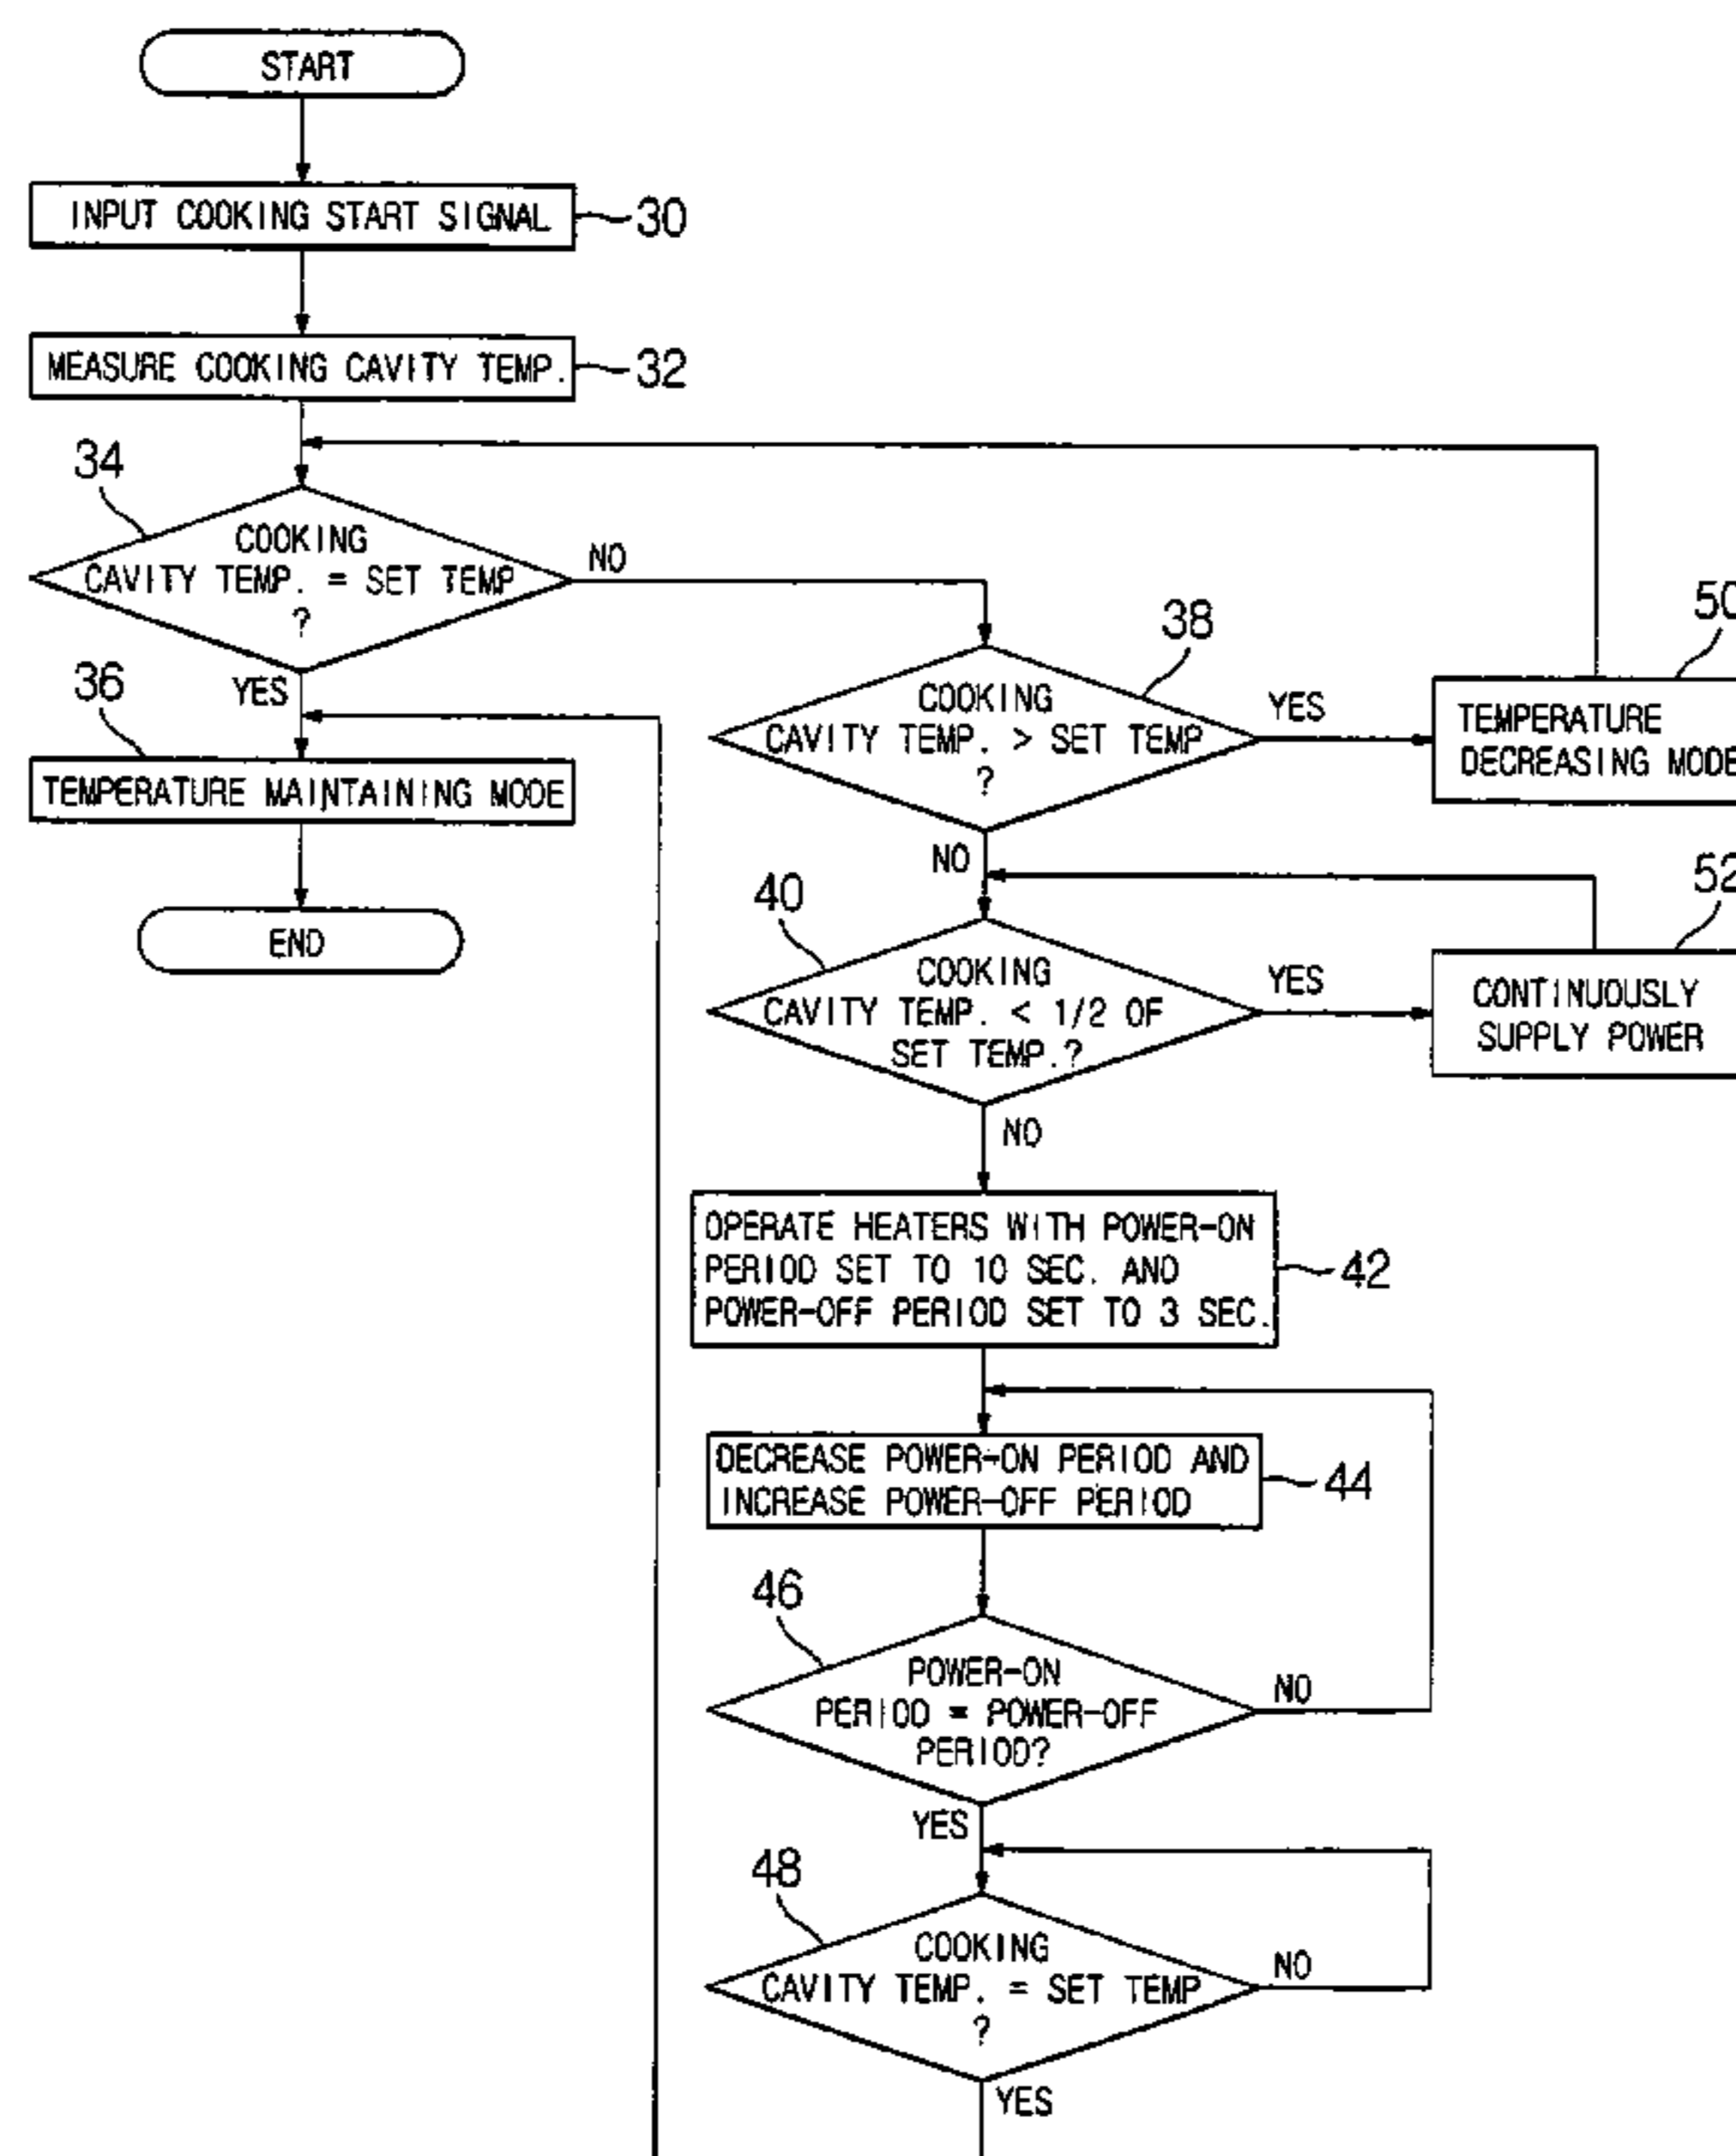 START
INPUT COOKING START SIGNAL
30
MEASURE COOKING CAVITY TEMP.
32
34
COOKING
CAVITY TEMP. = SET TEMP
?
NO
YES
36
TEMPERATURE MAINTAINING MODE
END
38
COOKING
CAVITY TEMP. > SET TEMP
?
YES
NO
50
TEMPERATURE
DECREASING MODE
40
COOKING
CAVITY TEMP. < 1/2 OF
SET TEMP.?
YES
NO
52
CONTINUOUSLY
SUPPLY POWER
OPERATE HEATERS WITH POWER-ON
PERIOD SET TO 10 SEC. AND
POWER-OFF PERIOD SET TO 3 SEC.
42
DECREASE POWER-ON PERIOD AND
INCREASE POWER-OFF PERIOD
44
46
POWER-ON
PERIOD = POWER-OFF
PERIOD?
NO
YES
48
COOKING
CAVITY TEMP. = SET TEMP
?
NO
YES